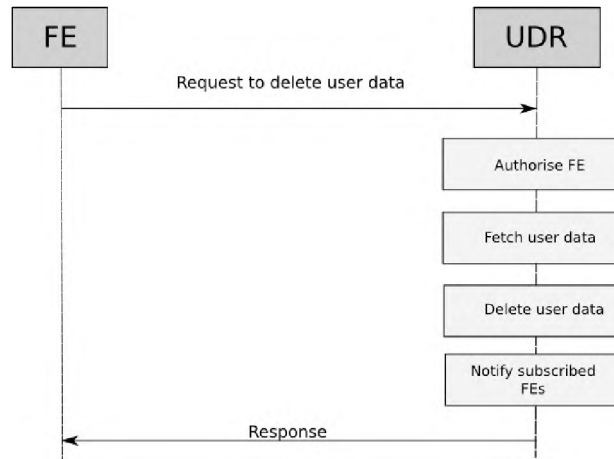 FE
UDR
Request to delete user data
Authorise FE
Fetch user data
Delete user data
Notify subscribed
FEs
Response